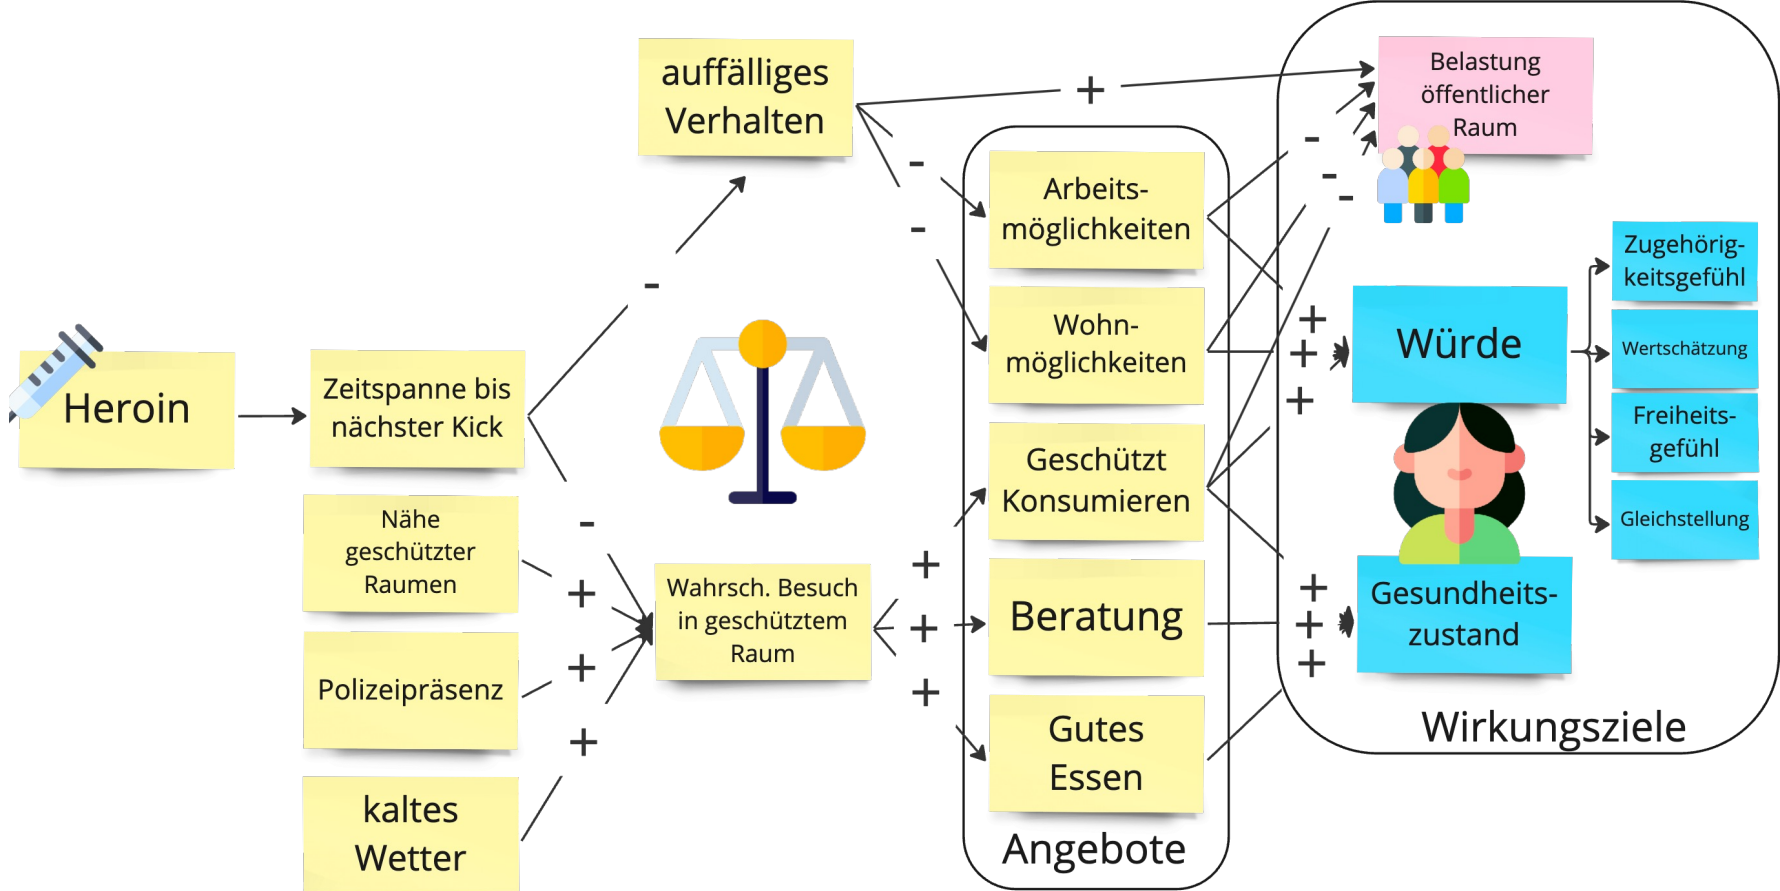 auffälliges
Verhalten
+
Belastung
öffentlicher
Raum
-
-
-
-
-
Arbeits-
möglichkeiten
Wohn-
möglichkeiten
Geschützt
Konsumieren
Beratung
Gutes
Essen
Angebote
Heroin
Zeitspanne bis
nächster Kick
-
-
Nähe
geschützter
Raumen
+
Polizeipräsenz
+
kaltes
Wetter
+
Wahrsch. Besuch
in geschütztem
Raum
+
+
+
+
+
+
Würde
Zugehörig-
keitsgefühl
Wertschätzung
Freiheits-
gefühl
Gleichstellung
+
+
+
Gesundheits-
zustand
Wirkungsziele